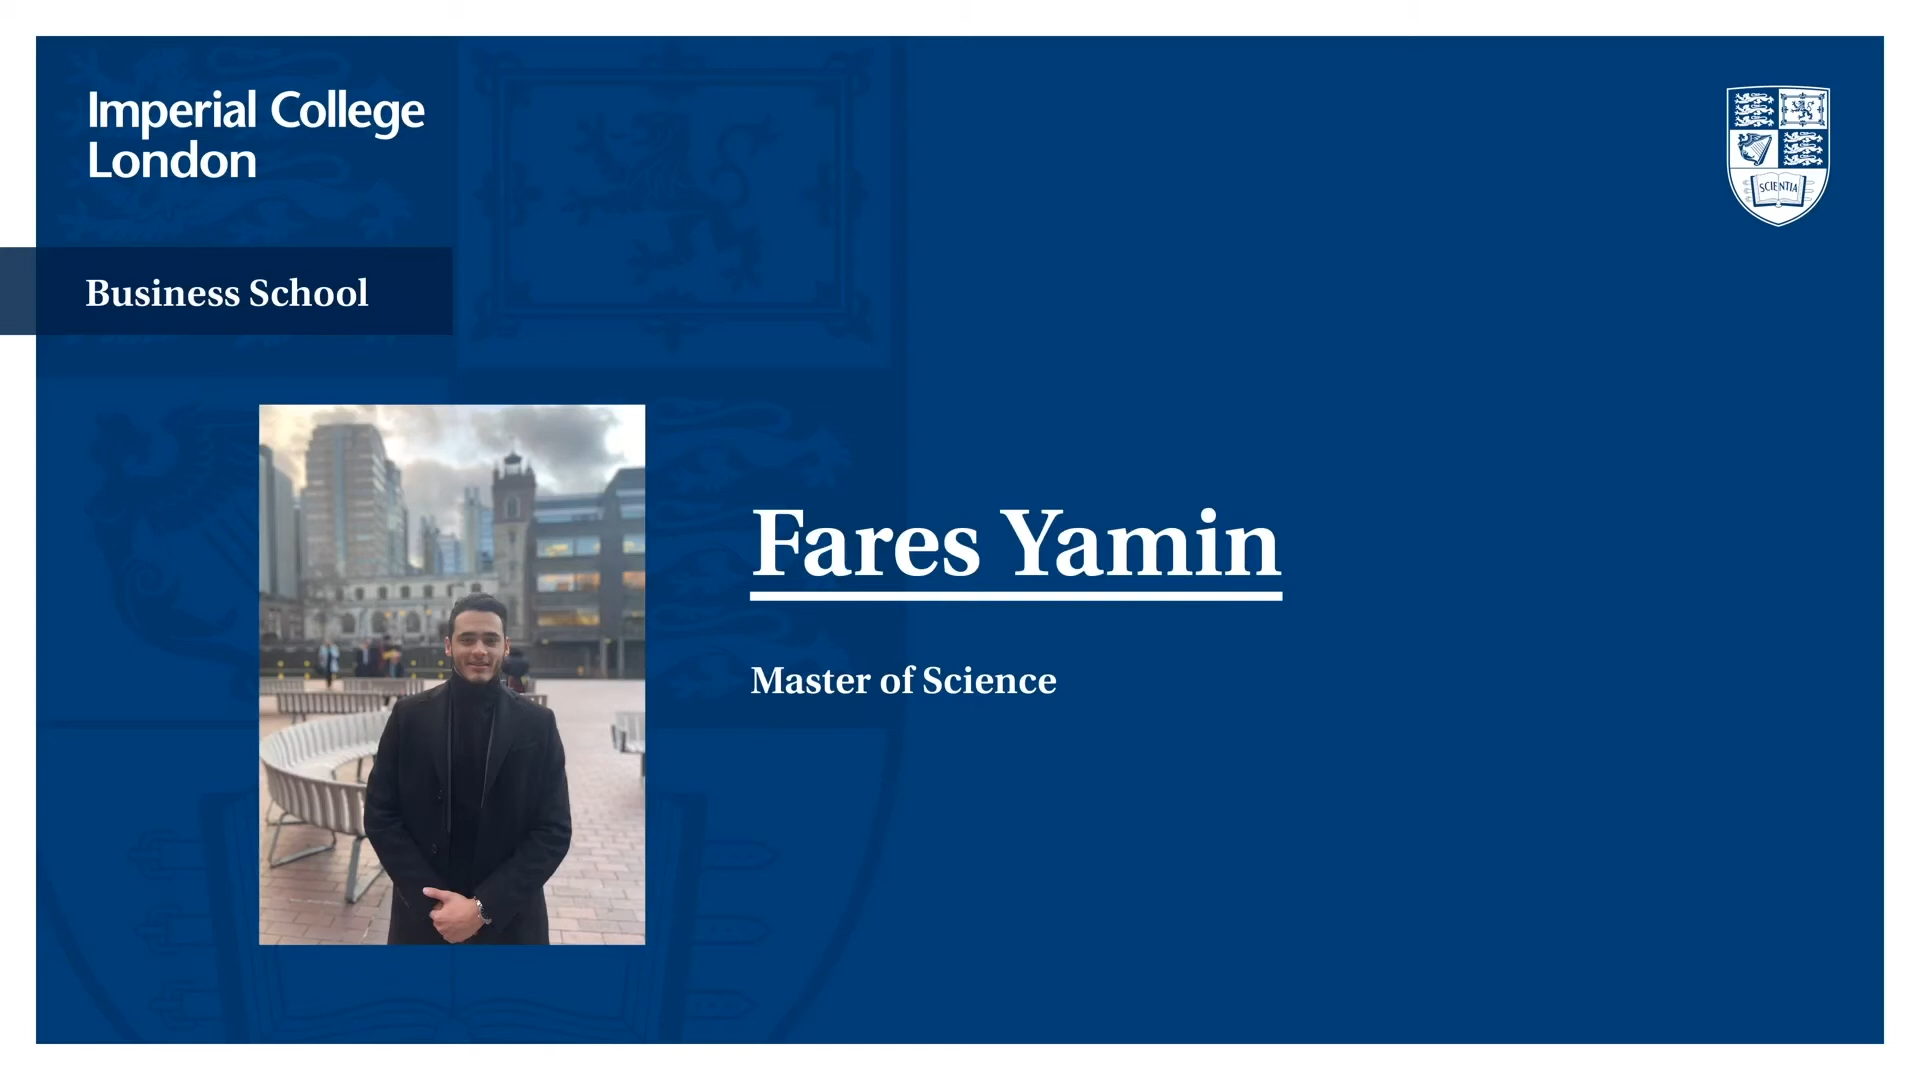 Imperial College
London
SCIENTIA
Business School
Fares Yamin
Master of Science